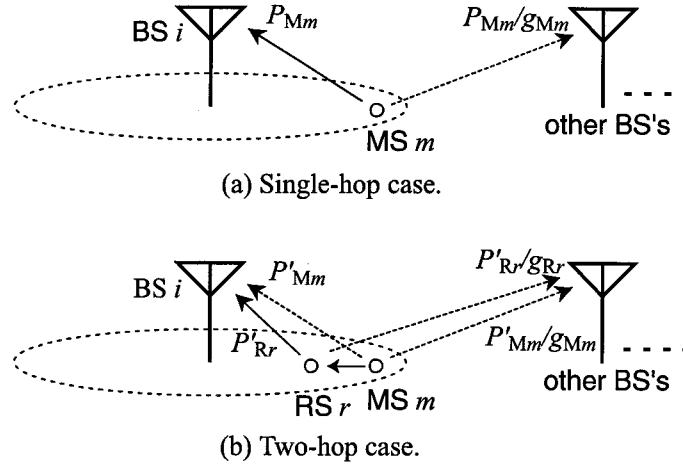 BS i
P_Mm
P_Mm/g_Mm
MS m
other BS's
(a) Single-hop case.
BS i
P'_Mm
P'_Rr/g_Rr
P'_Rr
P'_Mm/g_Mm
RS r
MS m
other BS's
(b) Two-hop case.